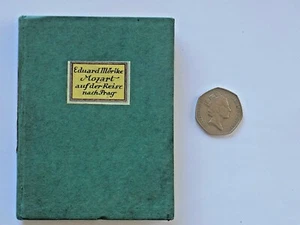 Eduard Mörike
Mozart
auf der Reise
nach Prag